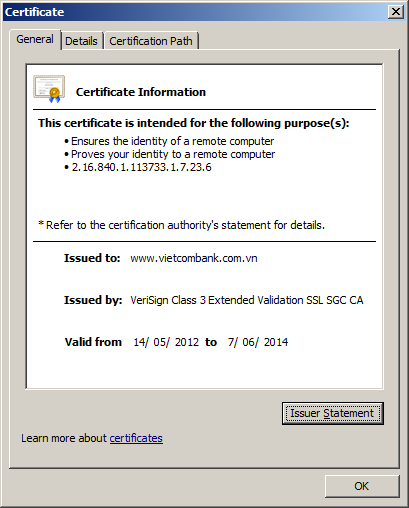 Certificate
General Details Certification Path
Certificate Information
This certificate is intended for the following purpose(s):
• Ensures the identity of a remote computer
• Proves your identity to a remote computer
• 2.16.840.1.113733.1.7.23.6
* Refer to the certification authority's statement for details.
Issued to: www.vietcombank.com.vn
Issued by: VeriSign Class 3 Extended Validation SSL SGC CA
Valid from 14/ 05/ 2012 to 7/ 06/ 2014
Issuer Statement
Learn more about certificates
OK